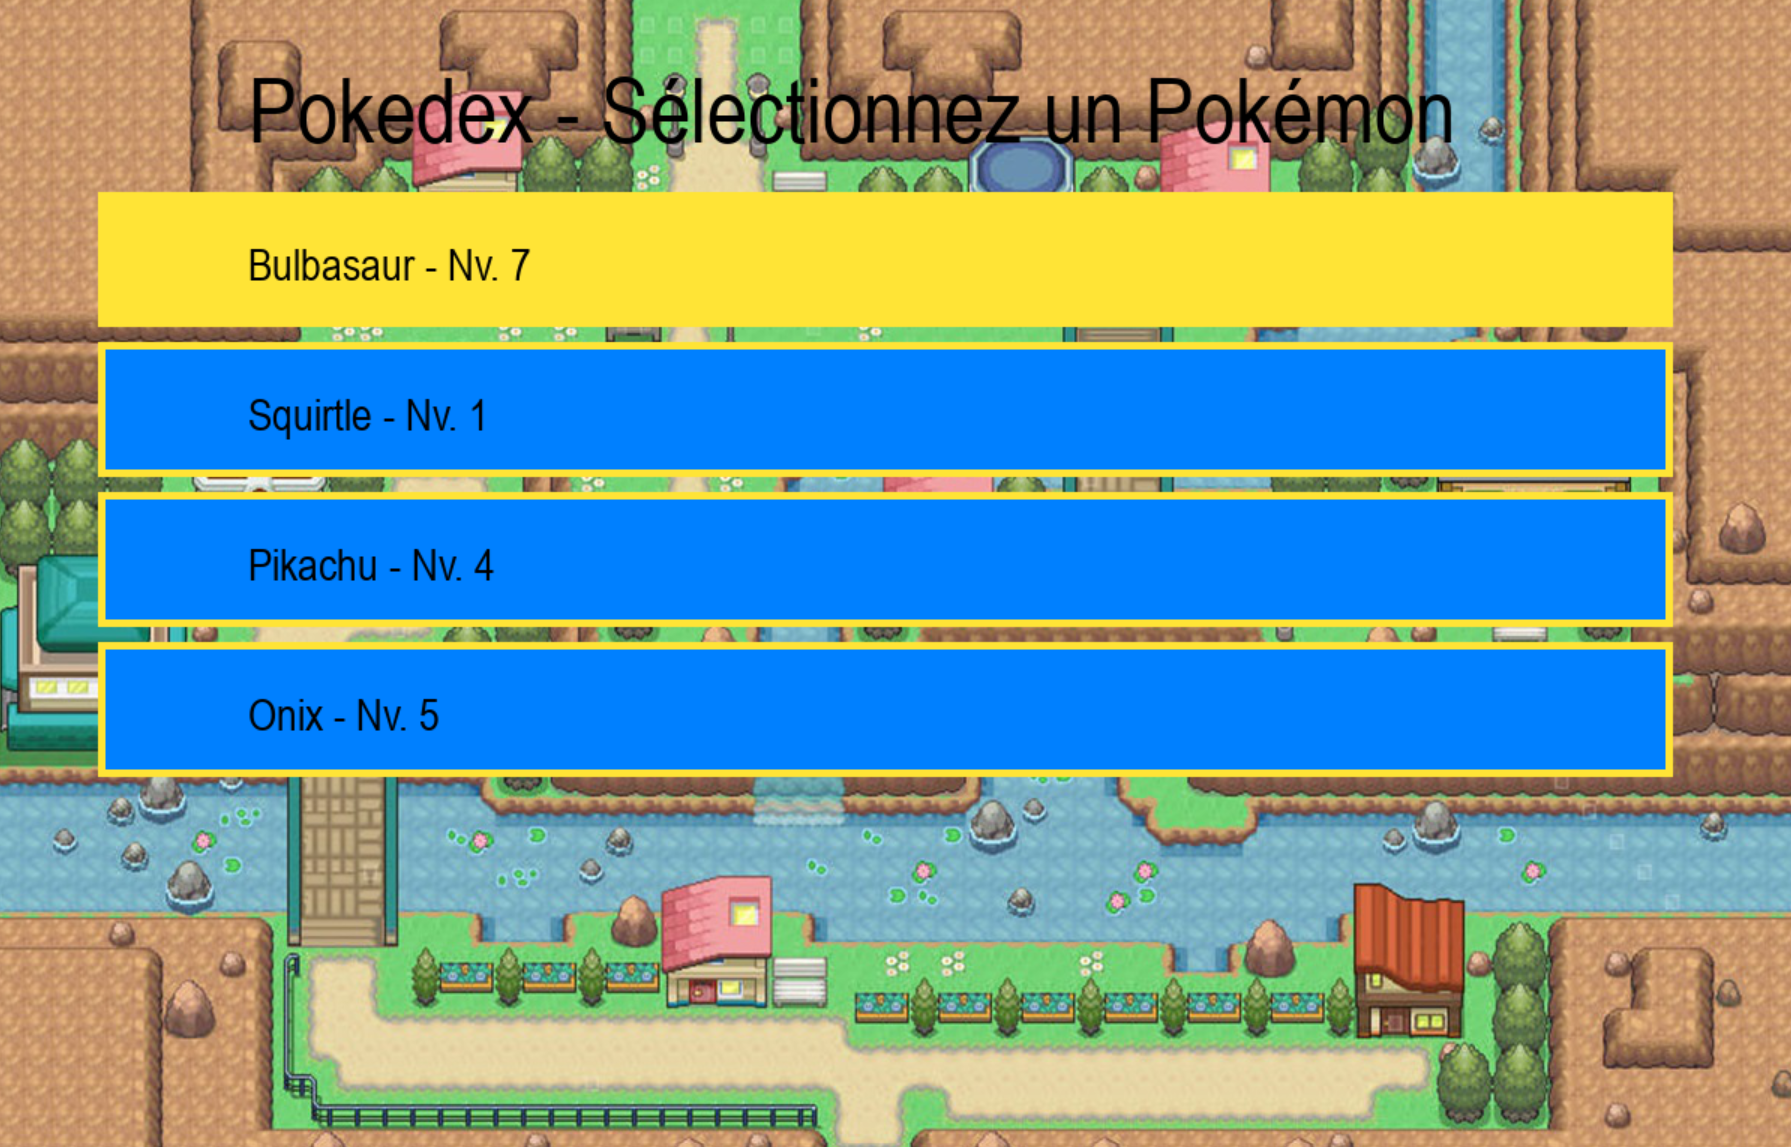 Pokedex - Sélectionnez un Pokémon
Bulbasaur - Nv. 7
Squirtle - Nv. 1
Pikachu - Nv. 4
Onix - Nv. 5